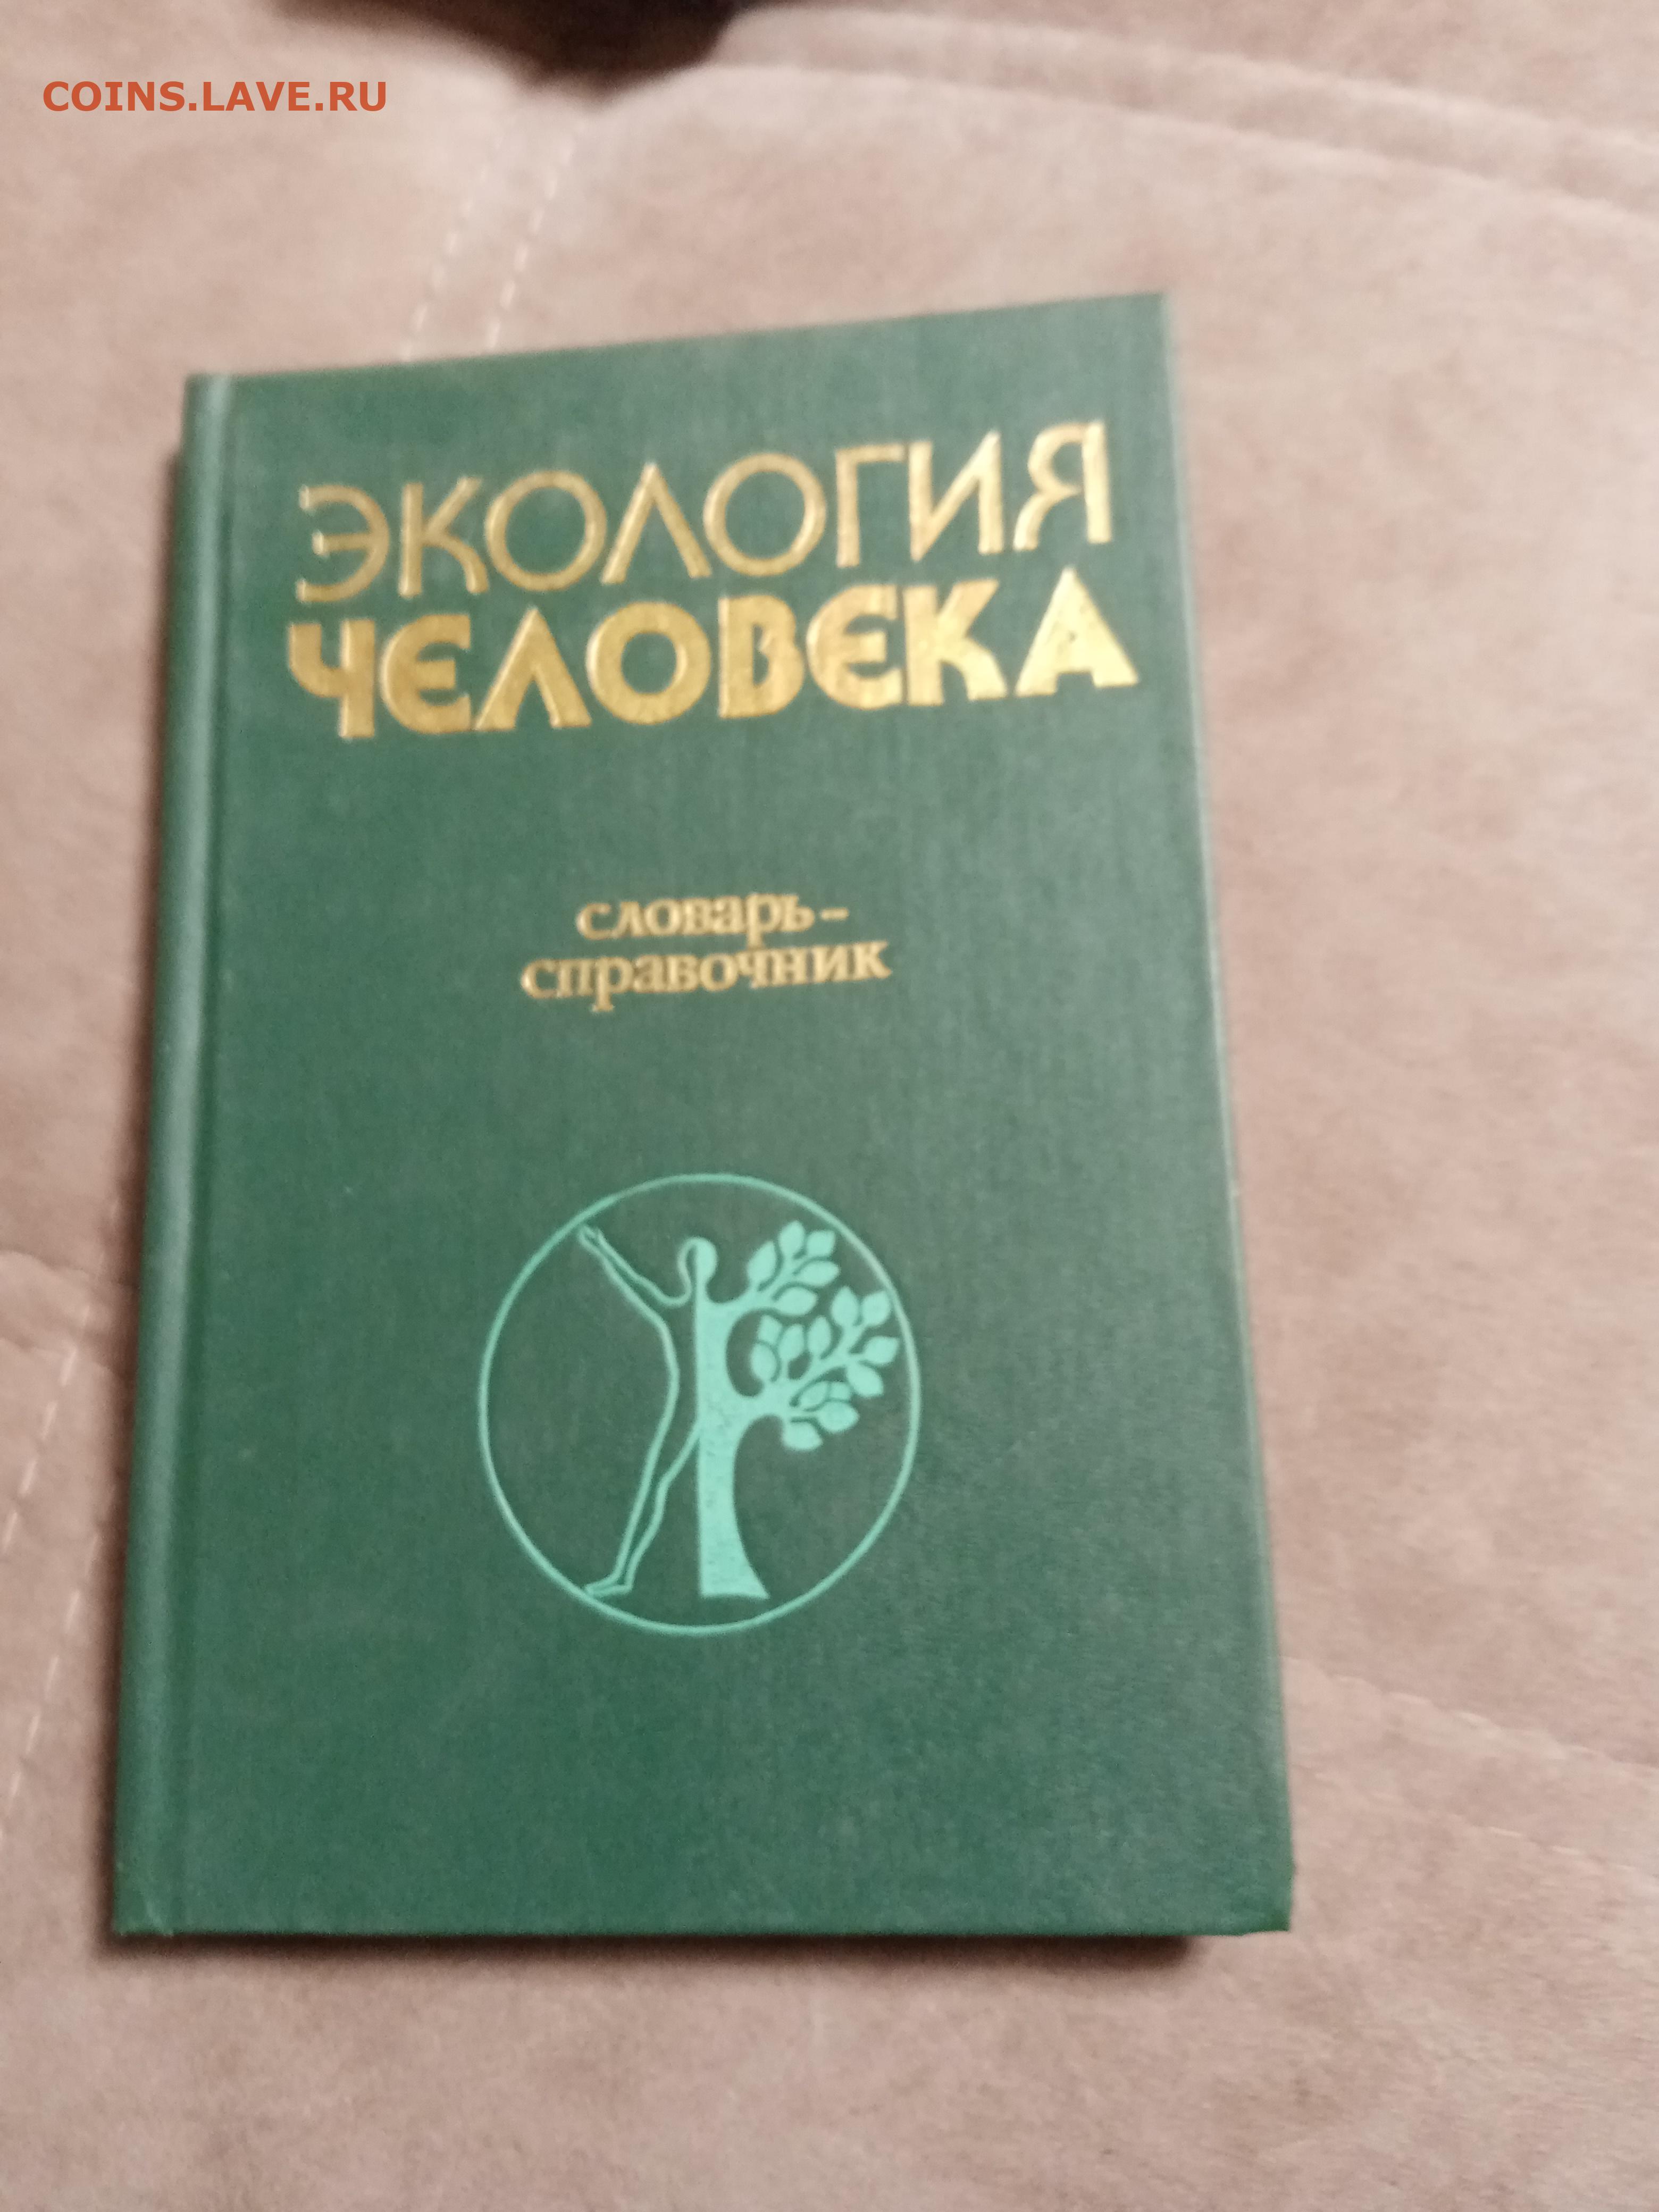 COINS.LAVE.RU
ЭКОЛОГИЯ
ЧЕЛОВЕКА
словарь-
справочник